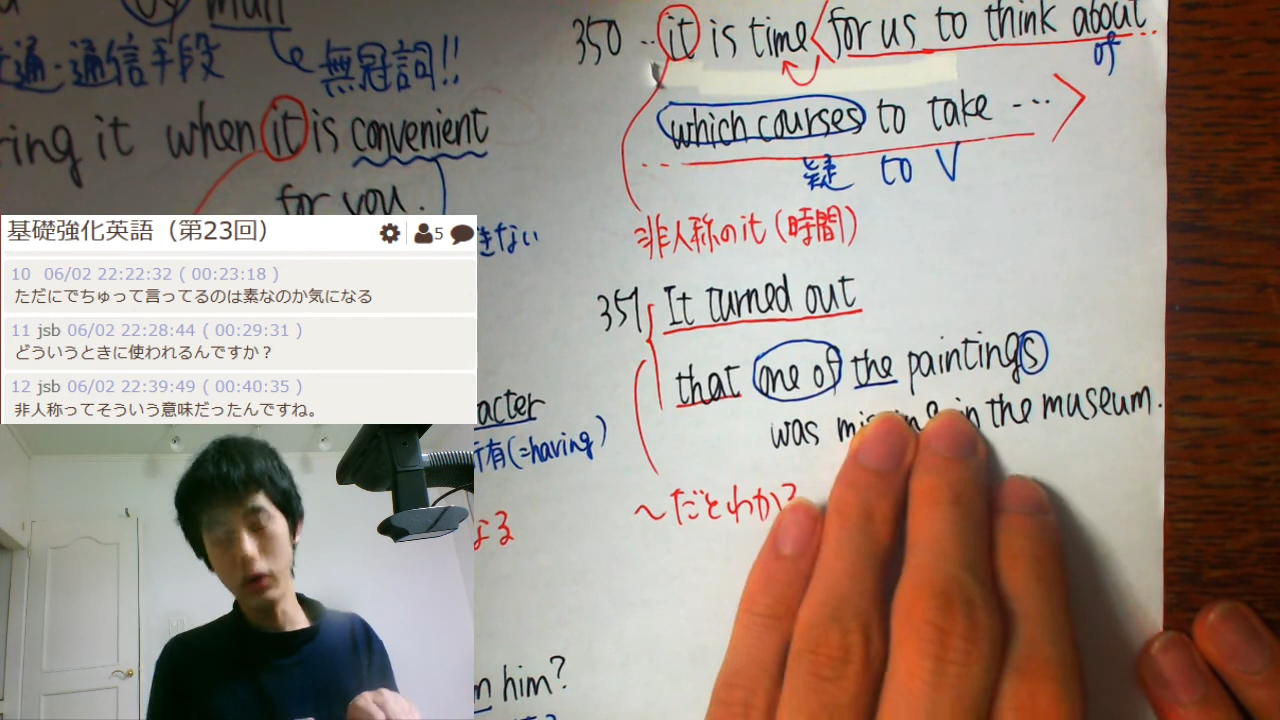 by man
通・通信手段
無冠詞!!
ring it when it is convenient
for you.
きない
基礎強化英語（第23回）
5
10 06/02 22:22:32 ( 00:23:18 )
ただにでちゅって言ってるのは素なのか気になる
11 jsb 06/02 22:28:44 ( 00:29:31 )
どういうときに使われるんですか？
12 jsb 06/02 22:39:49 ( 00:40:35 )
非人称ってそういう意味だったんですね。
acter
所有(=having)
なる
him?
350 …it is time for us to think about …
of
which courses to take …
疑 to V
非人称のit (時間)
351 It turned out
that one of the paintings
was in the museum.
～だとわか